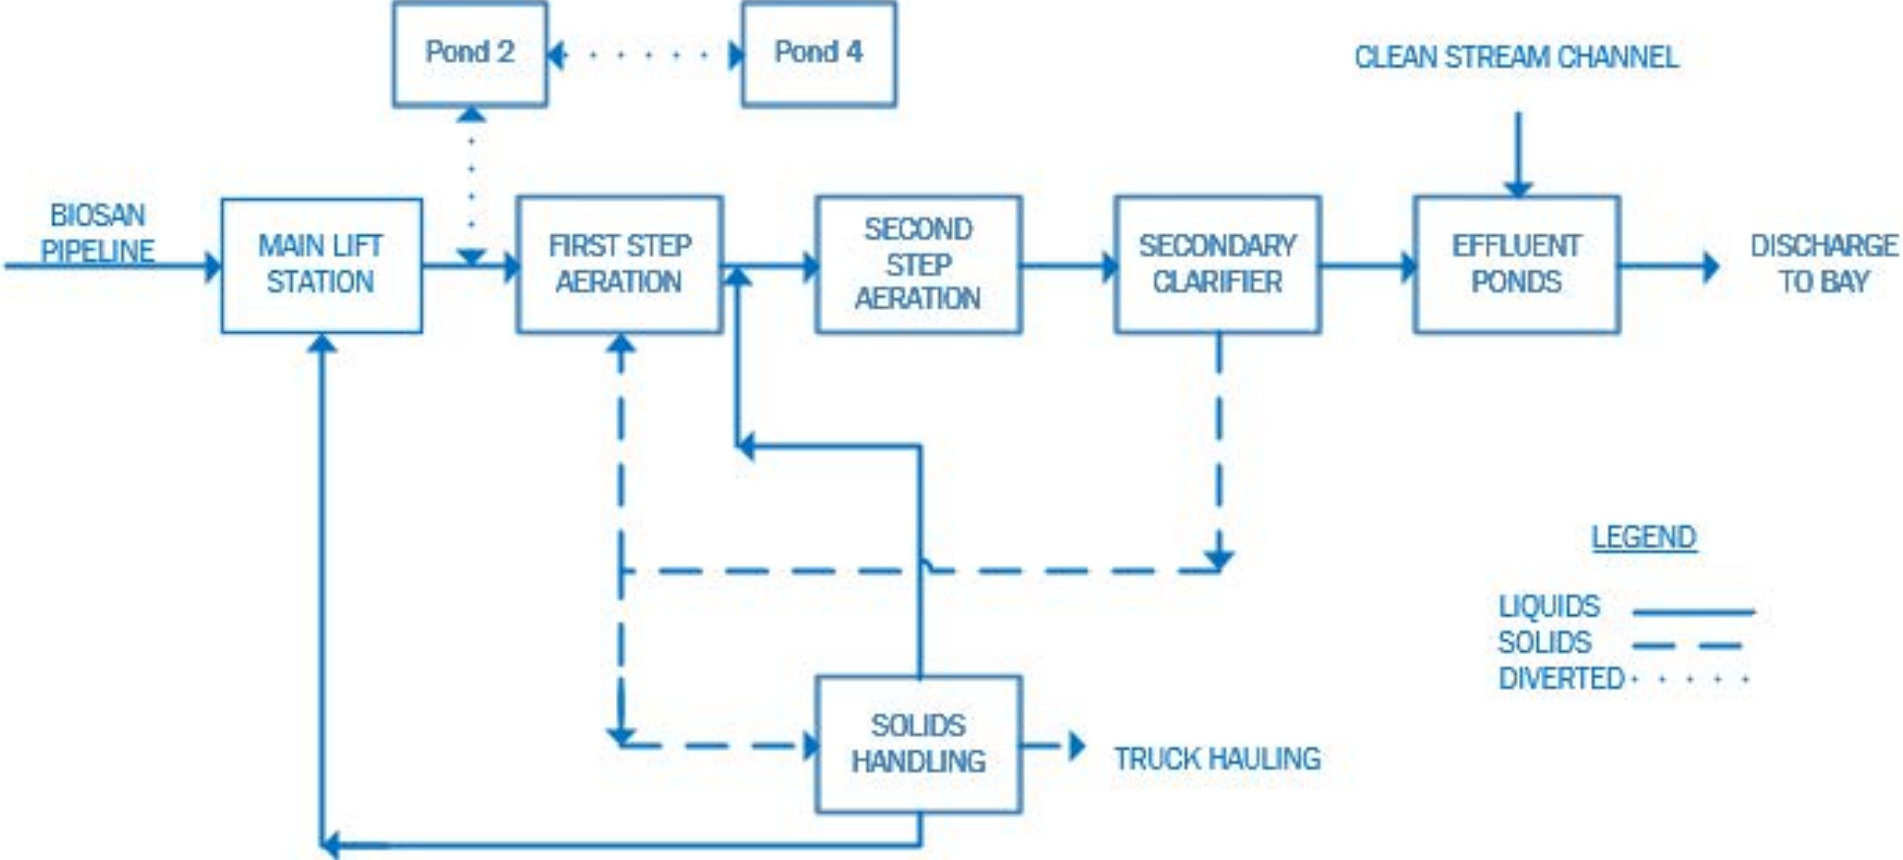 Pond 2
Pond 4
CLEAN STREAM CHANNEL
BIOSAN
PIPELINE
MAIN LIFT
STATION
FIRST STEP
AERATION
SECOND
STEP
AERATION
SECONDARY
CLARIFIER
EFFLUENT
PONDS
DISCHARGE
TO BAY
LEGEND
LIQUIDS
SOLIDS
DIVERTED
SOLIDS
HANDLING
TRUCK HAULING